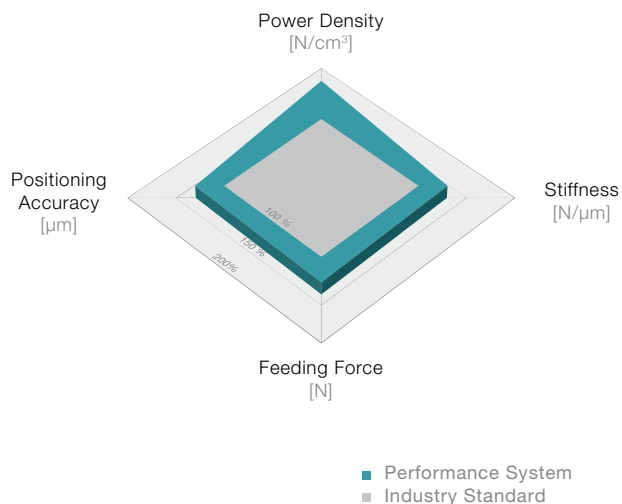 Power Density
[N/cm³]
Positioning
Accuracy
[µm]
Stiffness
[N/µm]
100 %
150 %
200%
Feeding Force
[N]
Performance System
Industry Standard